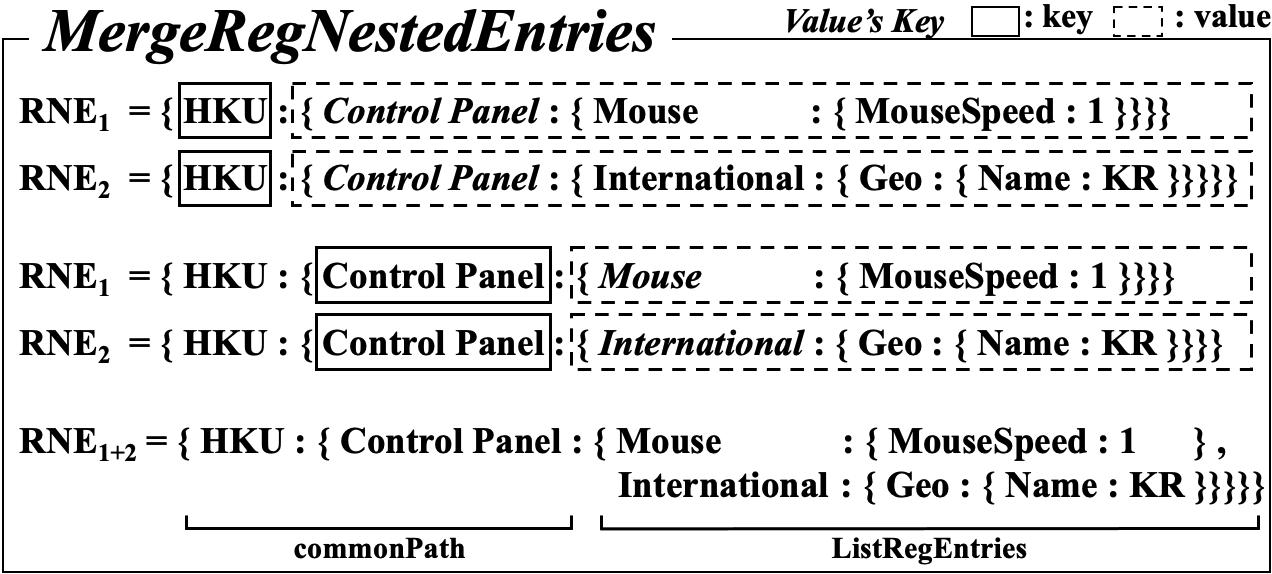 MergeRegNestedEntries
Value's Key : key : value
RNE1 = { HKU : { Control Panel : { Mouse : { MouseSpeed : 1 }}}}
RNE2 = { HKU : { Control Panel : { International : { Geo : { Name : KR }}}}}
RNE1 = { HKU : { Control Panel : { Mouse : { MouseSpeed : 1 }}}}
RNE2 = { HKU : { Control Panel : { International : { Geo : { Name : KR }}}}
RNE1+2 = { HKU : { Control Panel : { Mouse : { MouseSpeed : 1 } ,
International : { Geo : { Name : KR }}}}}
commonPath ListRegEntries